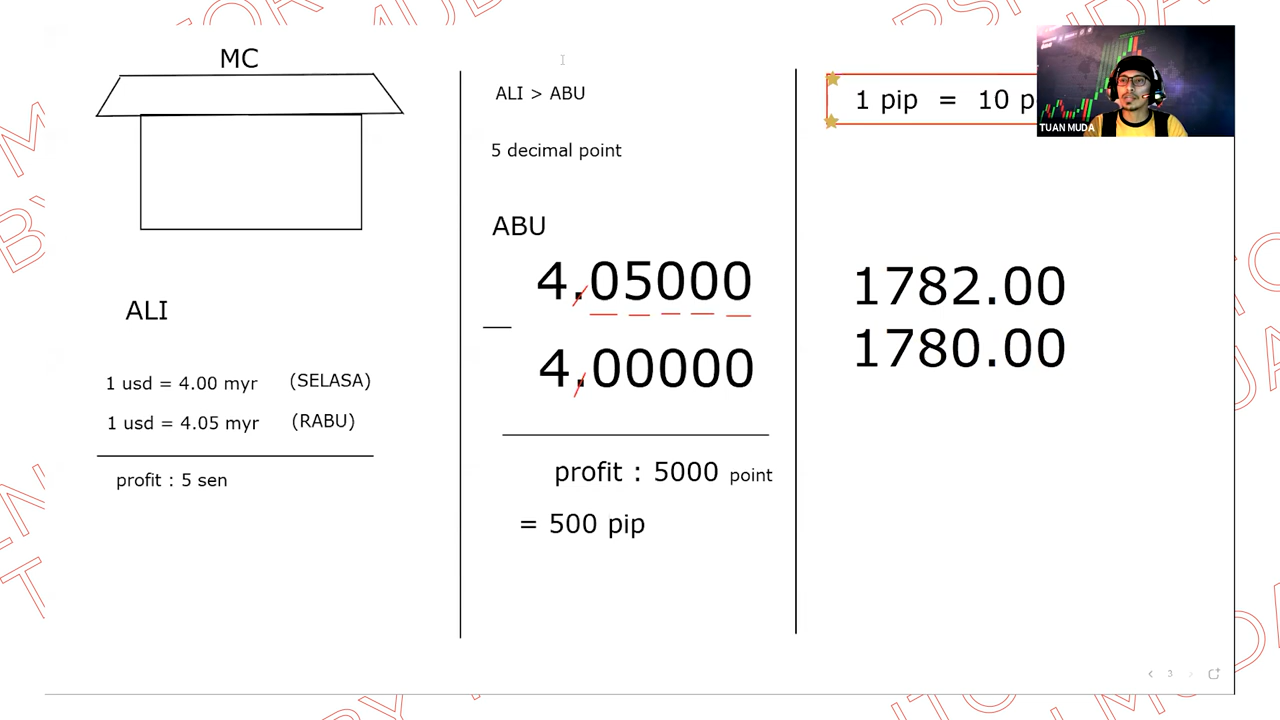 MC
ALI
1 usd = 4.00 myr (SELASA)
1 usd = 4.05 myr (RABU)
profit : 5 sen
ALI > ABU
5 decimal point
ABU
4.05000
4.00000
profit : 5000 point
= 500 pip
1 pip = 10 p
TUAN MUDA
1782.00
1780.00
3